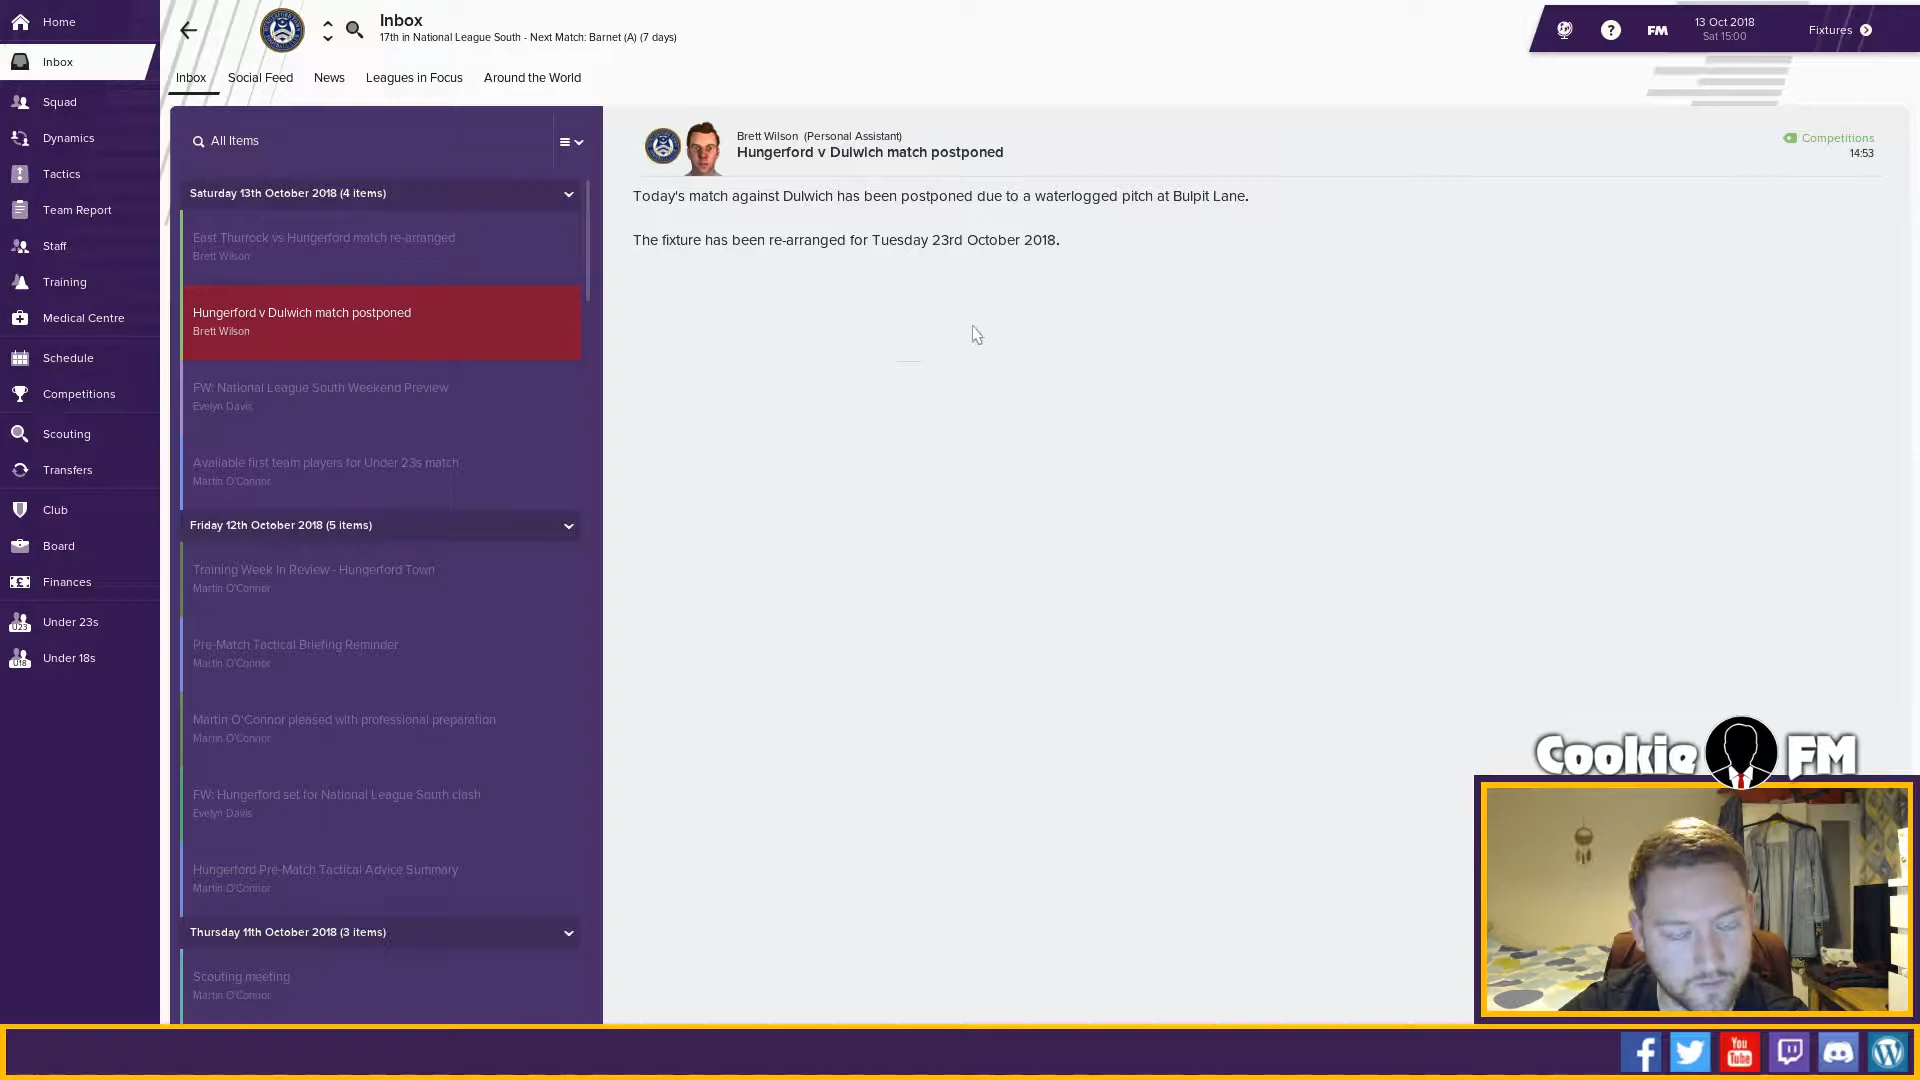 Home
Inbox
Squad
Dynamics
Tactics
Team Report
Staff
Training
Medical Centre
Schedule
Competitions
Scouting
Transfers
Club
Board
Finances
U23 Under 23s
U18 Under 18s
Inbox
17th in National League South - Next Match: Barnet (A) (7 days)
? FM
13 Oct 2018
Sat 15:00
Fixtures
Inbox Social Feed News Leagues in Focus Around the World
All Items
Saturday 13th October 2018 (4 items)
East Thurrock vs Hungerford match re-arranged
Brett Wilson
Hungerford v Dulwich match postponed
Brett Wilson
FW: National League South Weekend Preview
Evelyn Davis
Available first team players for Under 23s match
Martin O'Connor
Friday 12th October 2018 (5 items)
Training Week In Review - Hungerford Town
Martin O'Connor
Pre-Match Tactical Briefing Reminder
Martin O'Connor
Martin O'Connor pleased with professional preparation
Martin O'Connor
FW: Hungerford set for National League South clash
Evelyn Davis
Hungerford Pre-Match Tactical Advice Summary
Martin O'Connor
Thursday 11th October 2018 (3 items)
Scouting meeting
Martin O'Connor
Brett Wilson (Personal Assistant)
Hungerford v Dulwich match postponed
Competitions
14:53
Today's match against Dulwich has been postponed due to a waterlogged pitch at Bulpit Lane.
The fixture has been re-arranged for Tuesday 23rd October 2018.
Cookie FM
You
Tube